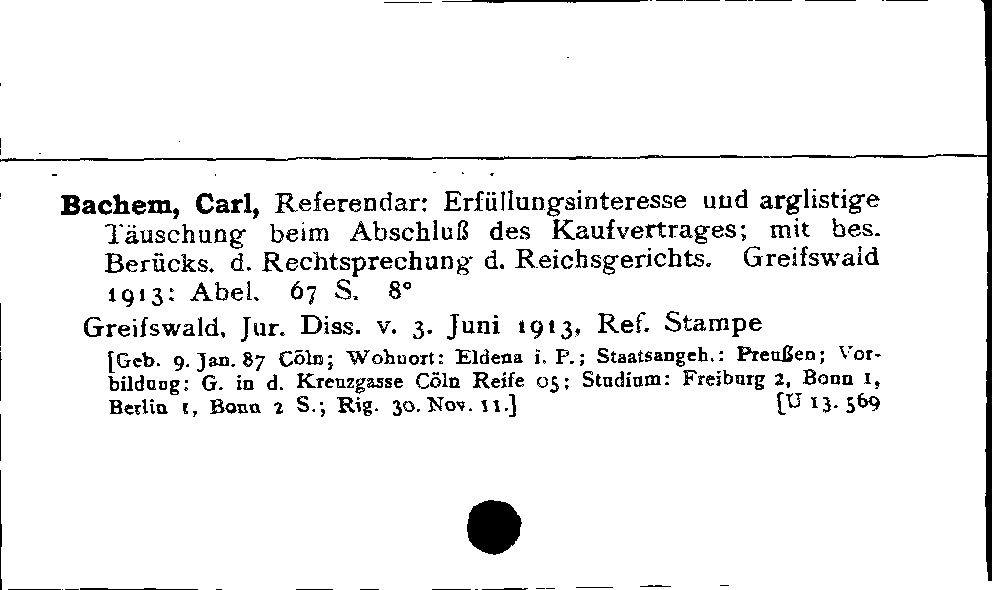 Bachem, Carl, Referendar: Erfüllungsinteresse und arglistige
Täuschung beim Abschluß des Kaufvertrages; mit bes.
Berücks. d. Rechtsprechung d. Reichsgerichts. Greifswald
1913: Abel. 67 S. 8°
Greifswald, Jur. Diss. v. 3. Juni 1913, Ref. Stampe
[Geb. 9. Jan. 87 Cöln; Wohnort: Eldena i. P.; Staatsangeh.: Preußen; Vor-
bildung: G. in d. Kreuzgasse Cöln Reife 05; Studium: Freiburg 2, Bonn 1,
Berlin 1, Bonn 2 S.; Rig. 30. Nov. 11.] [U 13. 569